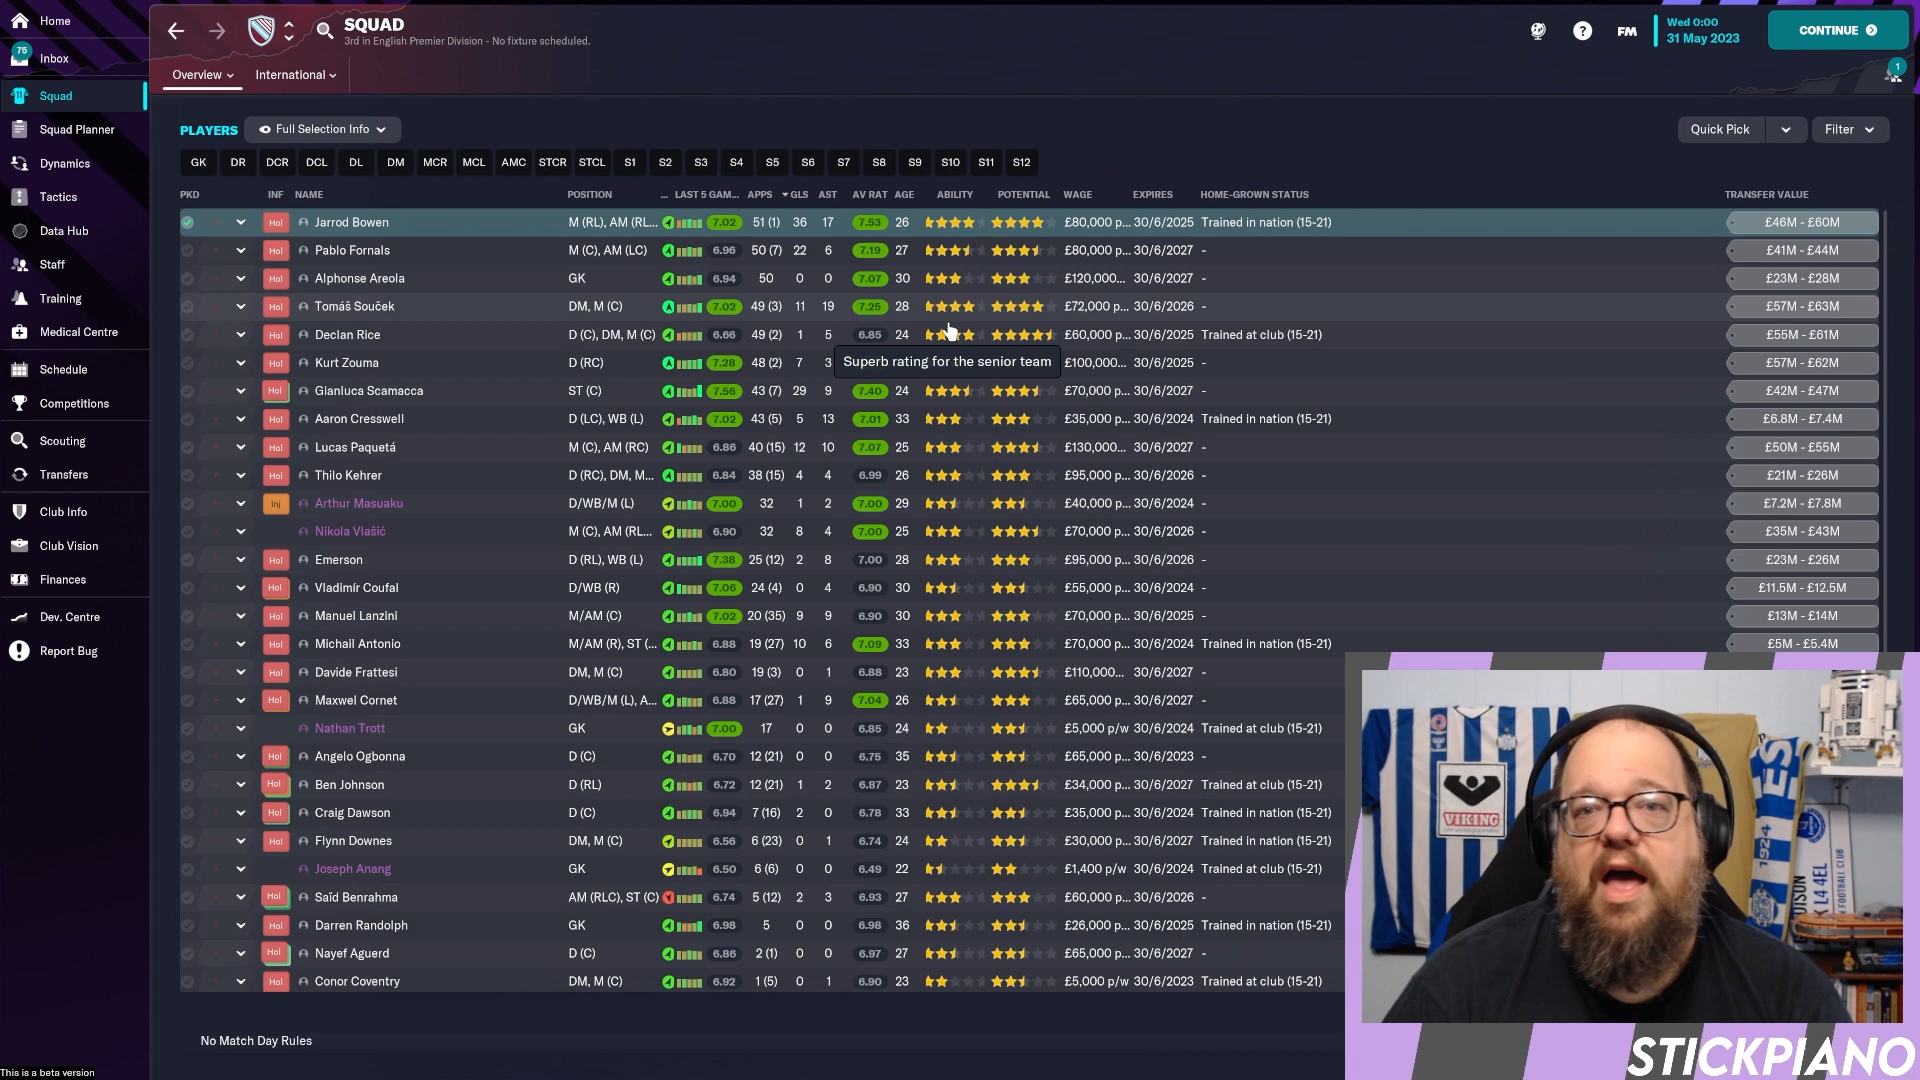 Home
75
Inbox
Squad
Squad Planner
Dynamics
Tactics
Data Hub
Staff
Training
Medical Centre
Schedule
Competitions
Scouting
Transfers
Club Info
Club Vision
Finances
Dev. Centre
Report Bug
This is a beta version
SQUAD
3rd in English Premier Division - No fixture scheduled.
Overview International
FM Wed 0:00
31 May 2023
CONTINUE
1
PLAYERS Full Selection Info Quick Pick Filter
GK DR DCR DCL DL DM MCR MCL AMC STCR STCL S1 S2 S3 S4 S5 S6 S7 S8 S9 S10 S11 S12
PKD INF NAME POSITION ... LAST 5 GAM... APPS GLS AST AV RAT AGE ABILITY POTENTIAL WAGE EXPIRES HOME-GROWN STATUS TRANSFER VALUE
Hol Jarrod Bowen M (RL), AM (RL... 7.02 51 (1) 36 17 7.53 26 £80,000 p... 30/6/2025 Trained in nation (15-21) £46M - £60M
Hol Pablo Fornals M (C), AM (LC) 6.96 50 (7) 22 6 7.19 27 £80,000 p... 30/6/2027 - £41M - £44M
Hol Alphonse Areola GK 6.94 50 0 0 7.07 30 £120,000... 30/6/2027 - £23M - £28M
Hol Tomáš Souček DM, M (C) 7.02 49 (3) 11 19 7.25 28 £72,000 p... 30/6/2026 - £57M - £63M
Hol Declan Rice D (C), DM, M (C) 6.66 49 (2) 1 5 6.85 24 £60,000 p... 30/6/2025 Trained at club (15-21) £55M - £61M
Hol Kurt Zouma D (RC) 7.28 48 (2) 7 3 £100,000... 30/6/2025 - £57M - £62M
Superb rating for the senior team
Hol Gianluca Scamacca ST (C) 7.56 43 (7) 29 9 7.40 24 £70,000 p... 30/6/2027 - £42M - £47M
Hol Aaron Cresswell D (LC), WB (L) 7.02 43 (5) 5 13 7.01 33 £35,000 p... 30/6/2024 Trained in nation (15-21) £6.8M - £7.4M
Hol Lucas Paquetá M (C), AM (RC) 6.86 40 (15) 12 10 7.07 25 £130,000... 30/6/2027 - £50M - £55M
Hol Thilo Kehrer D (RC), DM, M... 6.84 38 (15) 4 4 6.99 26 £95,000 p... 30/6/2026 - £21M - £26M
Inj Arthur Masuaku D/WB/M (L) 7.00 32 1 2 7.00 29 £40,000 p... 30/6/2024 - £7.2M - £7.8M
Nikola Vlašić M (C), AM (RL... 6.90 32 8 4 7.00 25 £70,000 p... 30/6/2026 - £35M - £43M
Hol Emerson D (RL), WB (L) 7.38 25 (12) 2 8 7.00 28 £95,000 p... 30/6/2026 - £23M - £26M
Hol Vladimír Coufal D/WB (R) 7.06 24 (4) 0 4 6.90 30 £55,000 p... 30/6/2024 - £11.5M - £12.5M
Hol Manuel Lanzini M/AM (C) 7.02 20 (35) 9 9 6.90 30 £70,000 p... 30/6/2025 - £13M - £14M
Hol Michail Antonio M/AM (R), ST (... 6.88 19 (27) 10 6 7.09 33 £70,000 p... 30/6/2024 Trained in nation (15-21) £5M - £5.4M
Hol Davide Frattesi DM, M (C) 6.80 19 (3) 0 1 6.88 23 £110,000... 30/6/2027 -
Hol Maxwel Cornet D/WB/M (L), A... 6.88 17 (27) 1 9 7.04 26 £65,000 p... 30/6/2027 -
Nathan Trott GK 7.00 17 0 0 6.85 24 £5,000 p/w 30/6/2024 Trained at club (15-21)
Hol Angelo Ogbonna D (C) 6.70 12 (21) 0 0 6.75 35 £65,000 p... 30/6/2023 -
Hol Ben Johnson D (RL) 6.72 12 (21) 1 2 6.87 23 £34,000 p... 30/6/2027 Trained at club (15-21)
Hol Craig Dawson D (C) 6.94 7 (16) 2 0 6.78 33 £35,000 p... 30/6/2024 Trained in nation (15-21)
Hol Flynn Downes DM, M (C) 6.56 6 (23) 0 1 6.74 24 £30,000 p... 30/6/2027 Trained in nation (15-21)
Joseph Anang GK 6.50 6 (6) 0 0 6.49 22 £1,400 p/w 30/6/2024 Trained at club (15-21)
Hol Saïd Benrahma AM (RLC), ST (C) 6.74 5 (12) 2 3 6.93 27 £60,000 p... 30/6/2026 -
Hol Darren Randolph GK 6.98 5 0 0 6.98 36 £26,000 p... 30/6/2025 Trained in nation (15-21)
Hol Nayef Aguerd D (C) 6.86 2 (1) 0 0 6.97 27 £65,000 p... 30/6/2027 -
Hol Conor Coventry DM, M (C) 6.92 1 (5) 0 1 6.90 23 £5,000 p/w 30/6/2023 Trained at club (15-21)
No Match Day Rules
VIKING
1924
L4 4EL
FOOTBALL CLUB
STICKPIANO